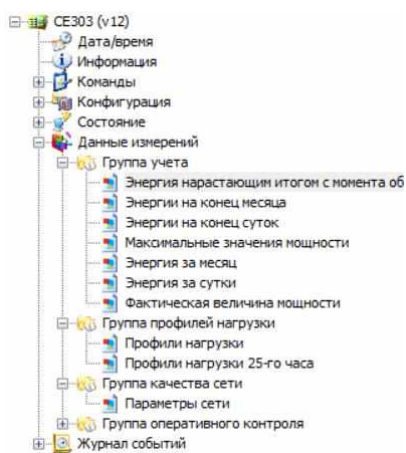 CE303 (v12)
Дата/время
Информация
Команды
Конфигурация
Состояние
Данные измерений
Группа учета
Энергия нарастающим итогом с момента об
Энергии на конец месяца
Энергии на конец суток
Максимальные значения мощности
Энергия за месяц
Энергия за сутки
Фактическая величина мощности
Группа профилей нагрузки
Профили нагрузки
Профили нагрузки 25-го часа
Группа качества сети
Параметры сети
Группа оперативного контроля
Журнал событий